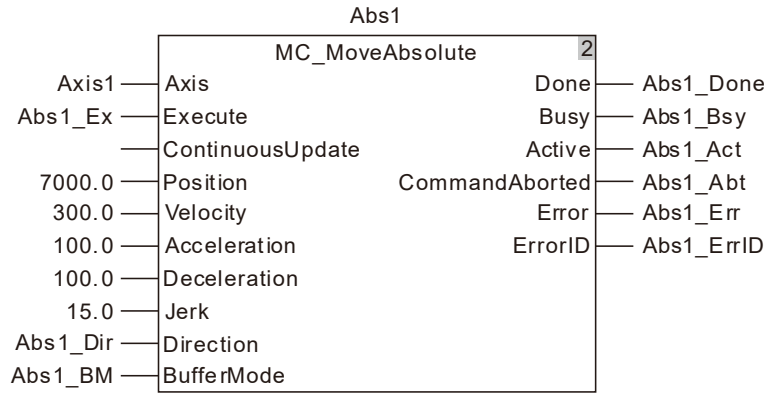 Abs1
MC_MoveAbsolute 2
Axis1 Axis Done Abs1_Done
Abs1_Ex Execute Busy Abs1_Bsy
ContinuousUpdate Active Abs1_Act
7000.0 Position CommandAborted Abs1_Abt
300.0 Velocity Error Abs1_Err
100.0 Acceleration ErrorID Abs1_ErrID
100.0 Deceleration
15.0 Jerk
Abs1_Dir Direction
Abs1_BM BufferMode